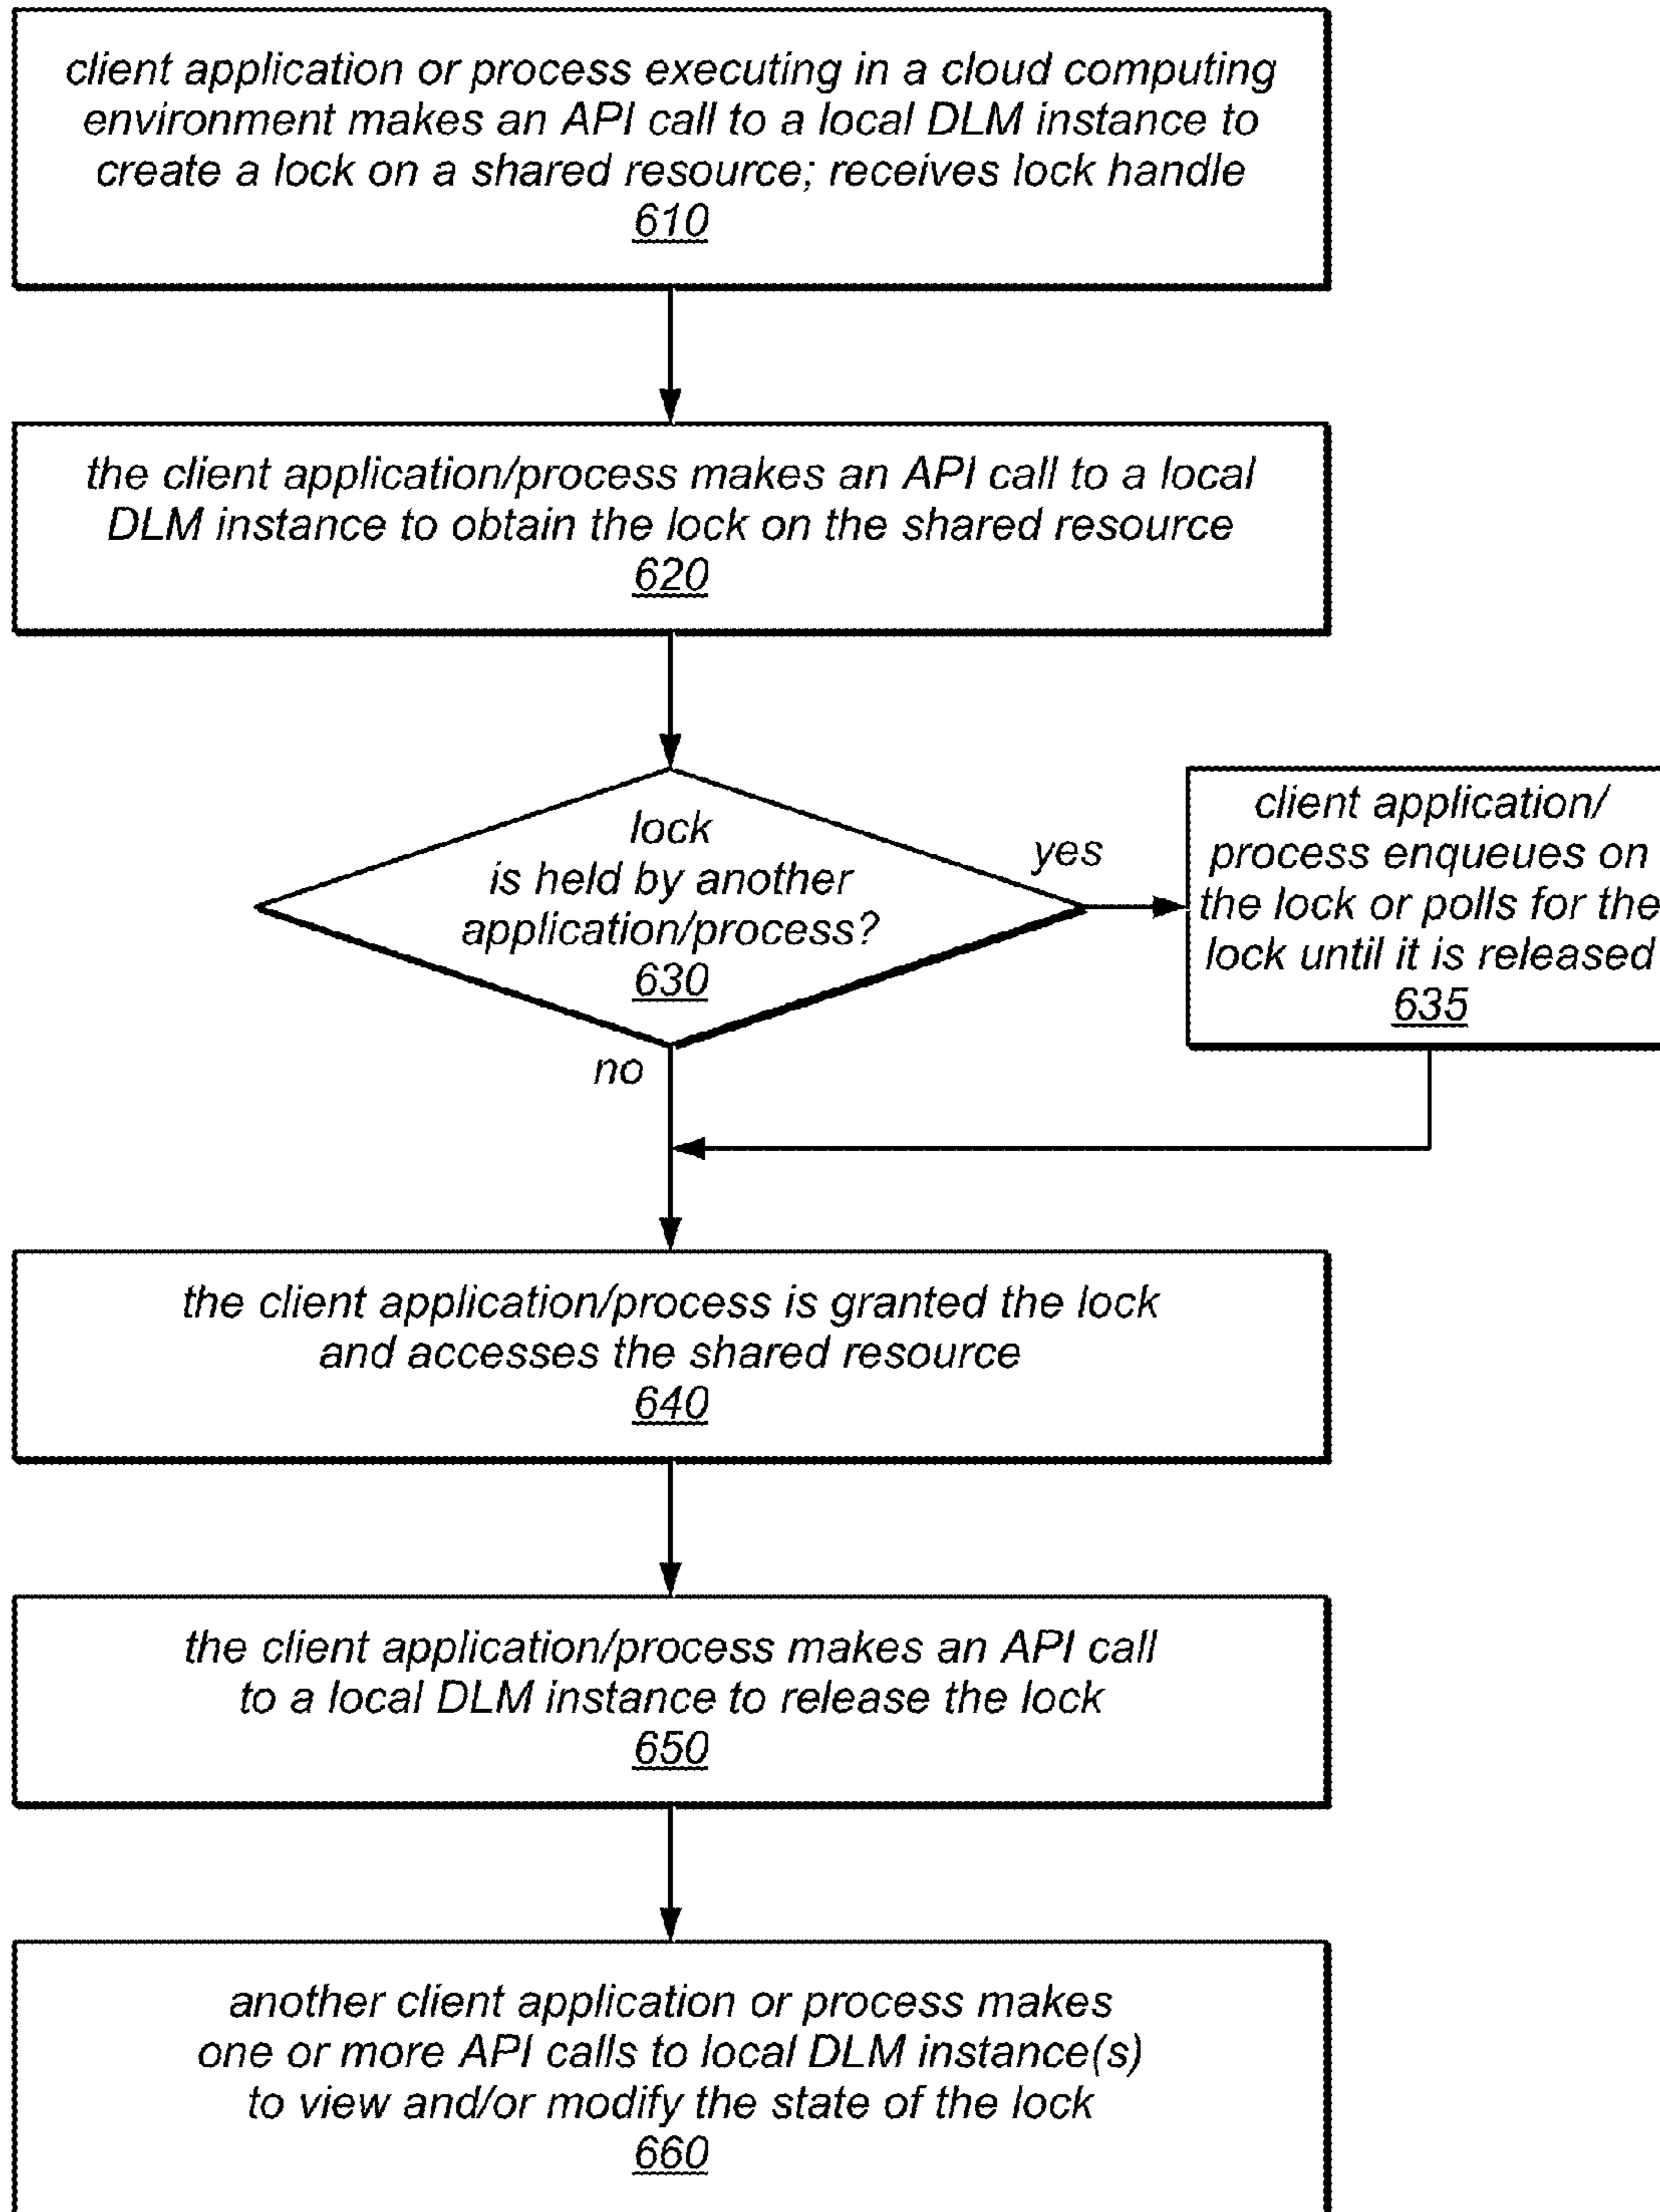 client application or process executing in a cloud computing
environment makes an API call to a local DLM instance to
create a lock on a shared resource; receives lock handle
610
the client application/process makes an API call to a local
DLM instance to obtain the lock on the shared resource
620
lock
is held by another
application/process?
630
yes
client application/
process enqueues on
the lock or polls for the
lock until it is released
635
no
the client application/process is granted the lock
and accesses the shared resource
640
the client application/process makes an API call
to a local DLM instance to release the lock
650
another client application or process makes
one or more API calls to local DLM instance(s)
to view and/or modify the state of the lock
660